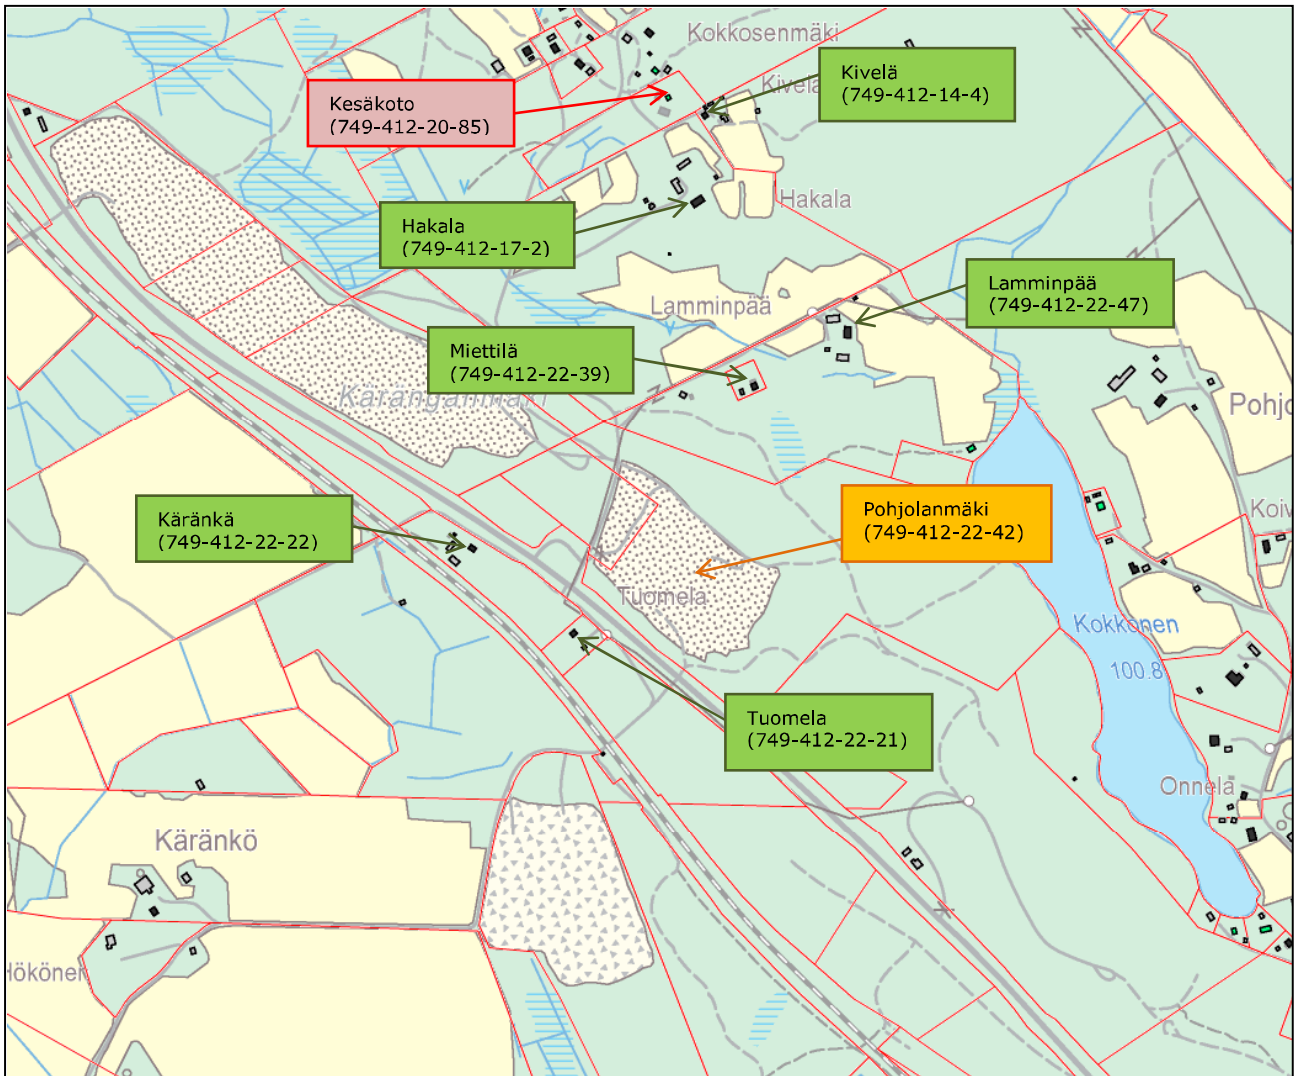 Kokkosenmäki
Kesäkoto
(749-412-20-85)
Kivelä
Kivelä
(749-412-14-4)
Hakala
Hakala
(749-412-17-2)
Lamminpää
Lamminpää
(749-412-22-47)
Miettilä
(749-412-22-39)
Käränganmäki
Pohjo
Käränkä
(749-412-22-22)
Pohjolanmäki
(749-412-22-42)
Koiv
Tuomela
Kokkonen
100.8
Tuomela
(749-412-22-21)
Onnela
Käränkö
Hökönen